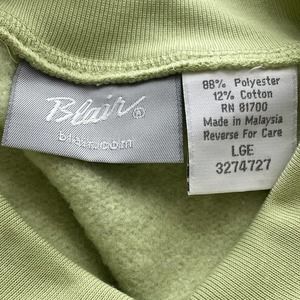 Blair®
blair.com
88% Polyester
12% Cotton
RN 81700
Made in Malaysia
Reverse For Care
LGE
3274727